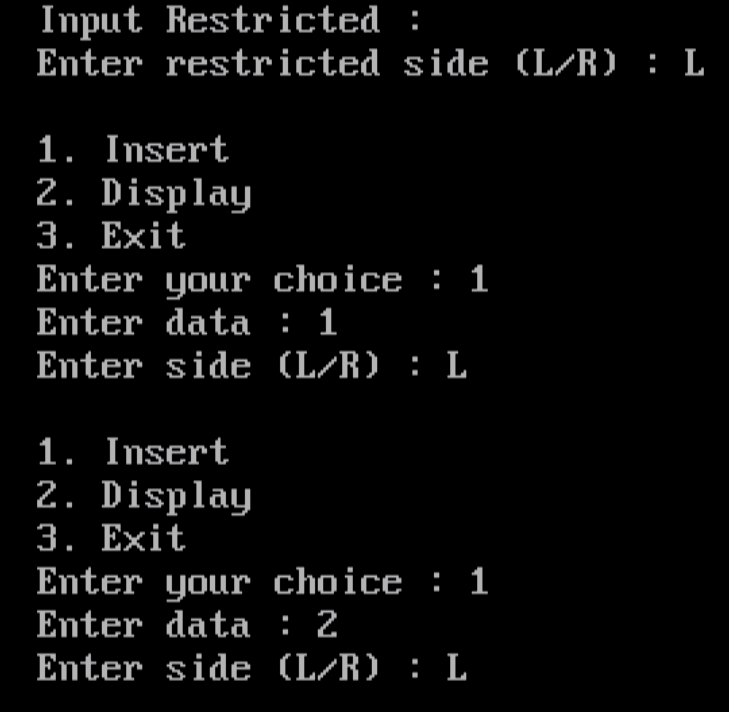 Input Restricted :
Enter restricted side (L/R) : L
1. Insert
2. Display
3. Exit
Enter your choice : 1
Enter data : 1
Enter side (L/R) : L
1. Insert
2. Display
3. Exit
Enter your choice : 1
Enter data : 2
Enter side (L/R) : L